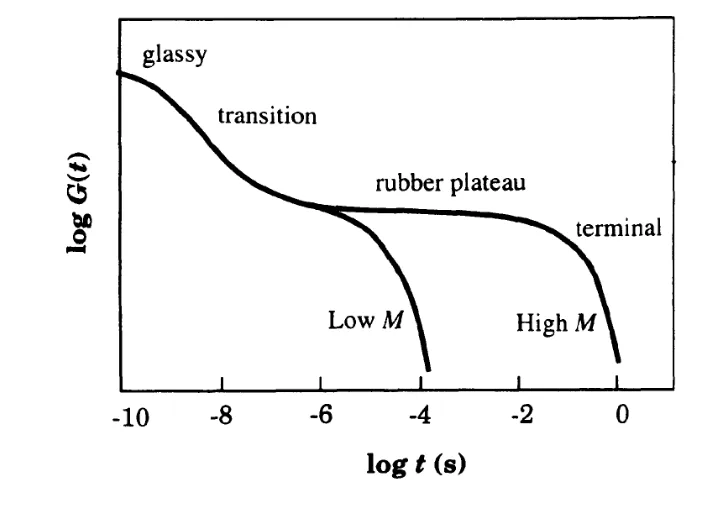 glassy
transition
rubber plateau
terminal
Low M
High M
log G(t)
-10 -8 -6 -4 -2 0
log t (s)